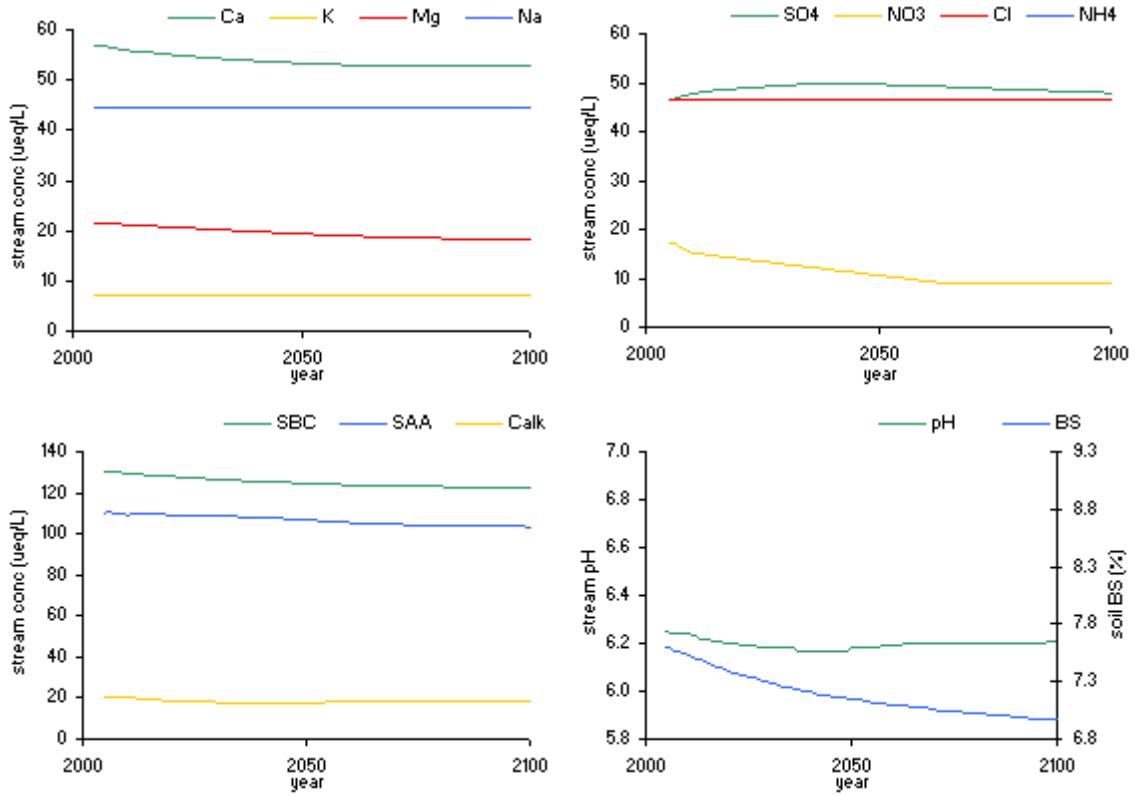 Ca K Mg Na
60
50
40
30
20
10
0
stream conc (ueq/L)
2000 2050 2100
year
SO4 NO3 Cl NH4
60
50
40
30
20
10
0
stream conc (ueq/L)
2000 2050 2100
year
SBC SAA Calk
140
120
100
80
60
40
20
0
stream conc (ueq/L)
2000 2050 2100
year
pH BS
7.0
6.8
6.6
6.4
6.2
6.0
5.8
stream pH
9.3
8.8
8.3
7.8
7.3
6.8
soil BS (%)
2000 2050 2100
year